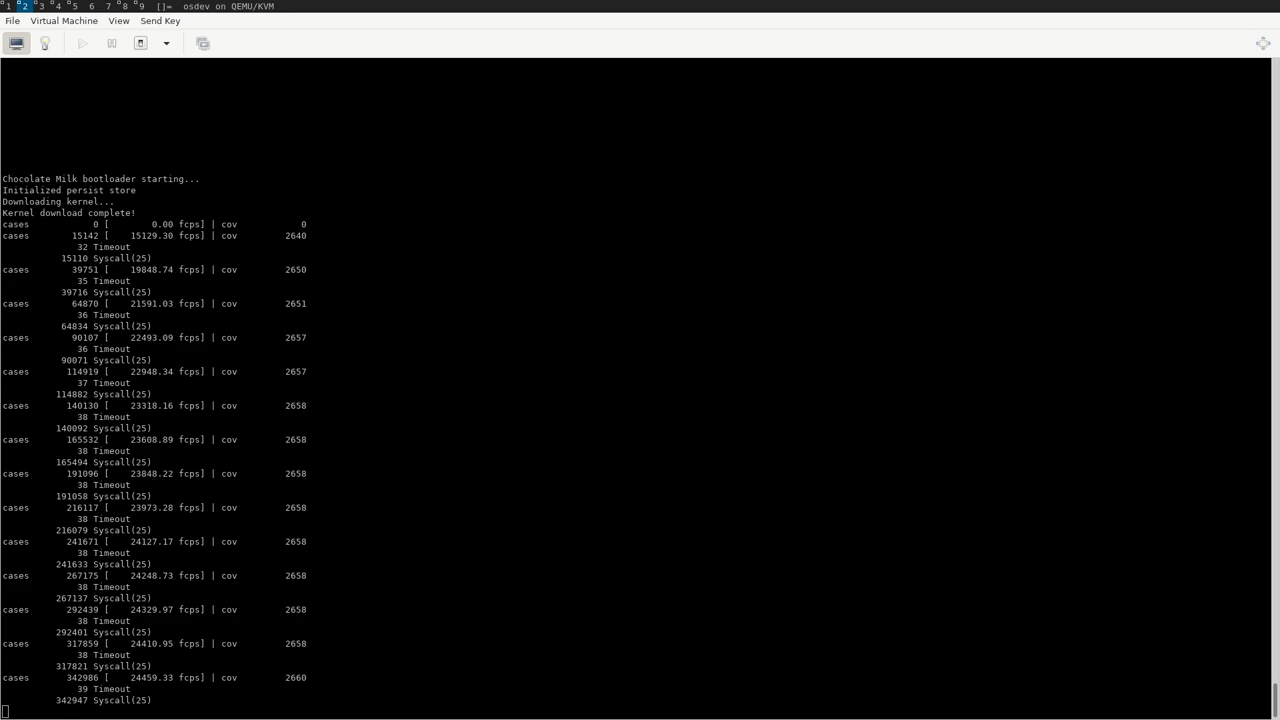 1 2 3 4 5 6 7 8 9 []= osdev on QEMU/KVM
File Virtual Machine View Send Key
Chocolate Milk bootloader starting...
Initialized persist store
Downloading kernel...
Kernel download complete!
cases 0 [ 0.00 fcps] | cov 0
cases 15142 [ 15129.30 fcps] | cov 2640
32 Timeout
15110 Syscall(25)
cases 39751 [ 19848.74 fcps] | cov 2650
35 Timeout
39716 Syscall(25)
cases 64870 [ 21591.03 fcps] | cov 2651
36 Timeout
64834 Syscall(25)
cases 90107 [ 22493.09 fcps] | cov 2657
36 Timeout
90071 Syscall(25)
cases 114919 [ 22948.34 fcps] | cov 2657
37 Timeout
114882 Syscall(25)
cases 140130 [ 23318.16 fcps] | cov 2658
38 Timeout
140092 Syscall(25)
cases 165532 [ 23608.89 fcps] | cov 2658
38 Timeout
165494 Syscall(25)
cases 191096 [ 23848.22 fcps] | cov 2658
38 Timeout
191058 Syscall(25)
cases 216117 [ 23973.28 fcps] | cov 2658
38 Timeout
216079 Syscall(25)
cases 241671 [ 24127.17 fcps] | cov 2658
38 Timeout
241633 Syscall(25)
cases 267175 [ 24248.73 fcps] | cov 2658
38 Timeout
267137 Syscall(25)
cases 292439 [ 24329.97 fcps] | cov 2658
38 Timeout
292401 Syscall(25)
cases 317859 [ 24410.95 fcps] | cov 2658
38 Timeout
317821 Syscall(25)
cases 342986 [ 24459.33 fcps] | cov 2660
39 Timeout
342947 Syscall(25)